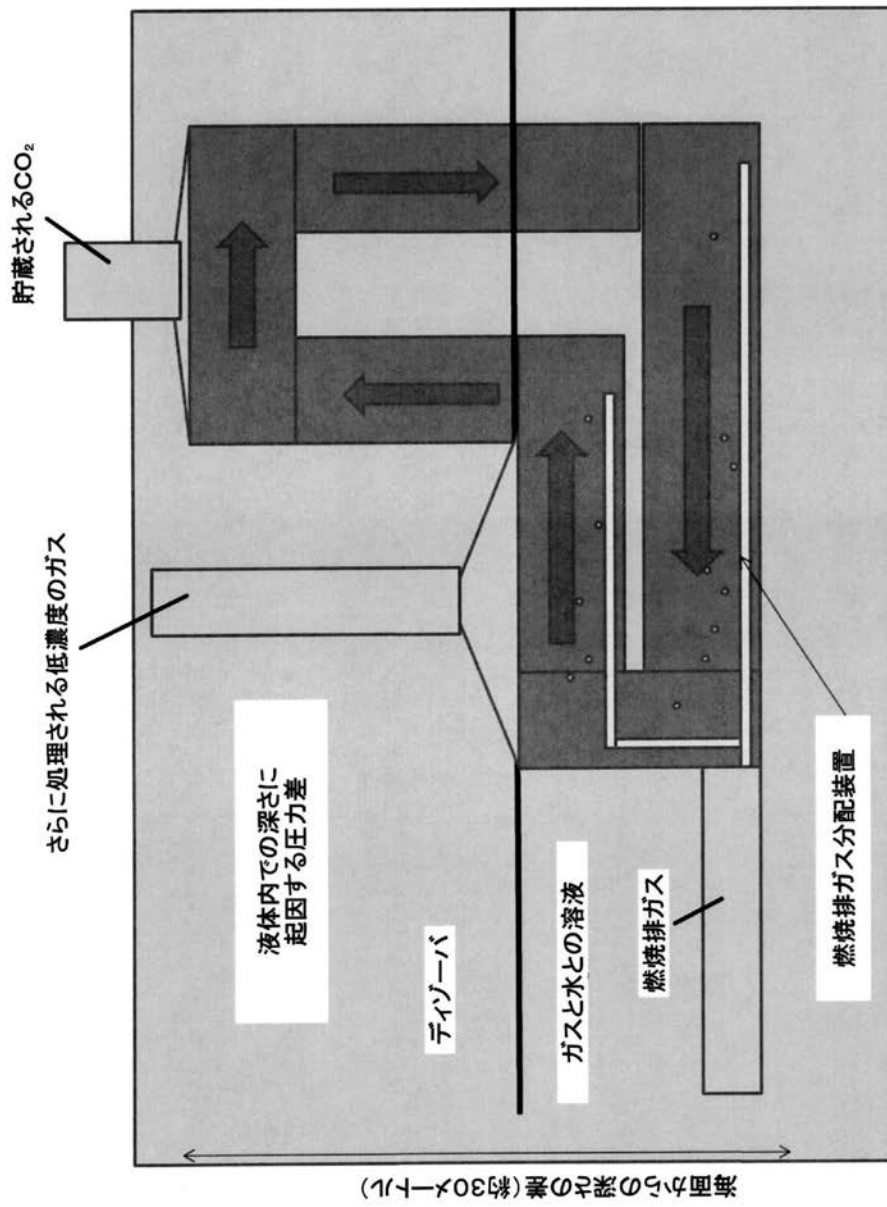 貯蔵されるCO₂
さらに処理される低濃度のガス
液体内での深さに
起因する圧力差
ディゾーバ
ガスと水との溶液
燃焼排ガス
燃焼排ガス分配装置
海面からの深さの差(約30メートル)